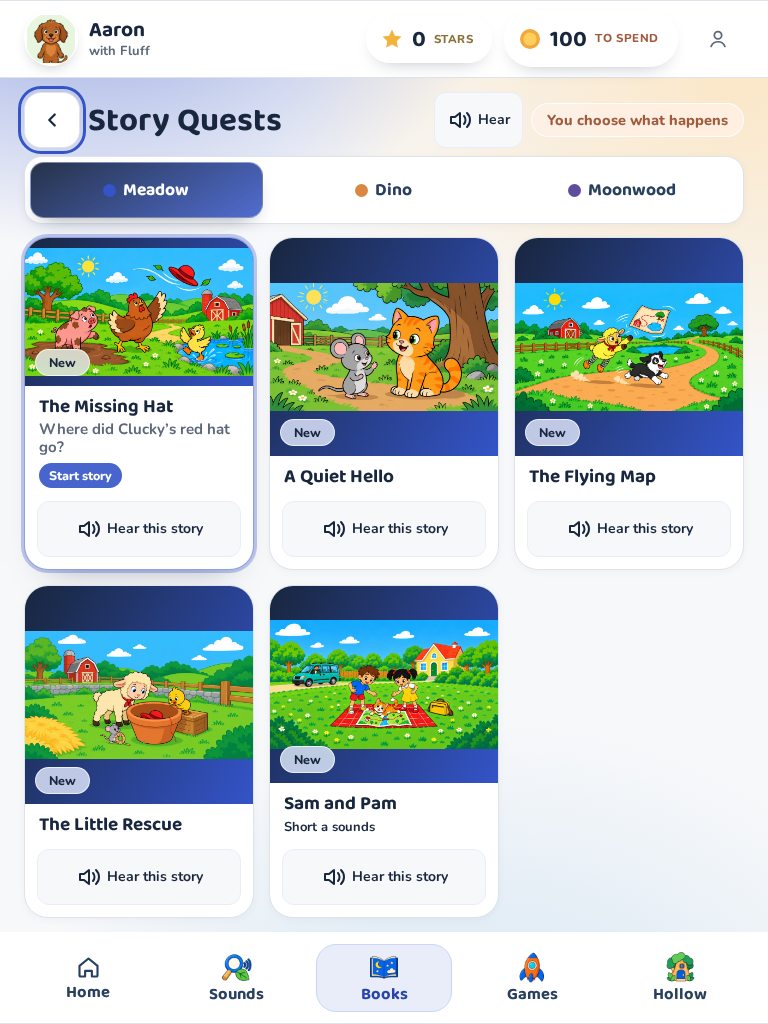 Aaron
with Fluff
0 STARS
100 TO SPEND
Story Quests
Hear
You choose what happens
Meadow
Dino
Moonwood
New
The Missing Hat
Where did Clucky's red hat
go?
Start story
Hear this story
New
A Quiet Hello
Hear this story
New
The Flying Map
Hear this story
New
The Little Rescue
Hear this story
New
Sam and Pam
Short a sounds
Hear this story
Home
Sounds
Books
Games
Hollow